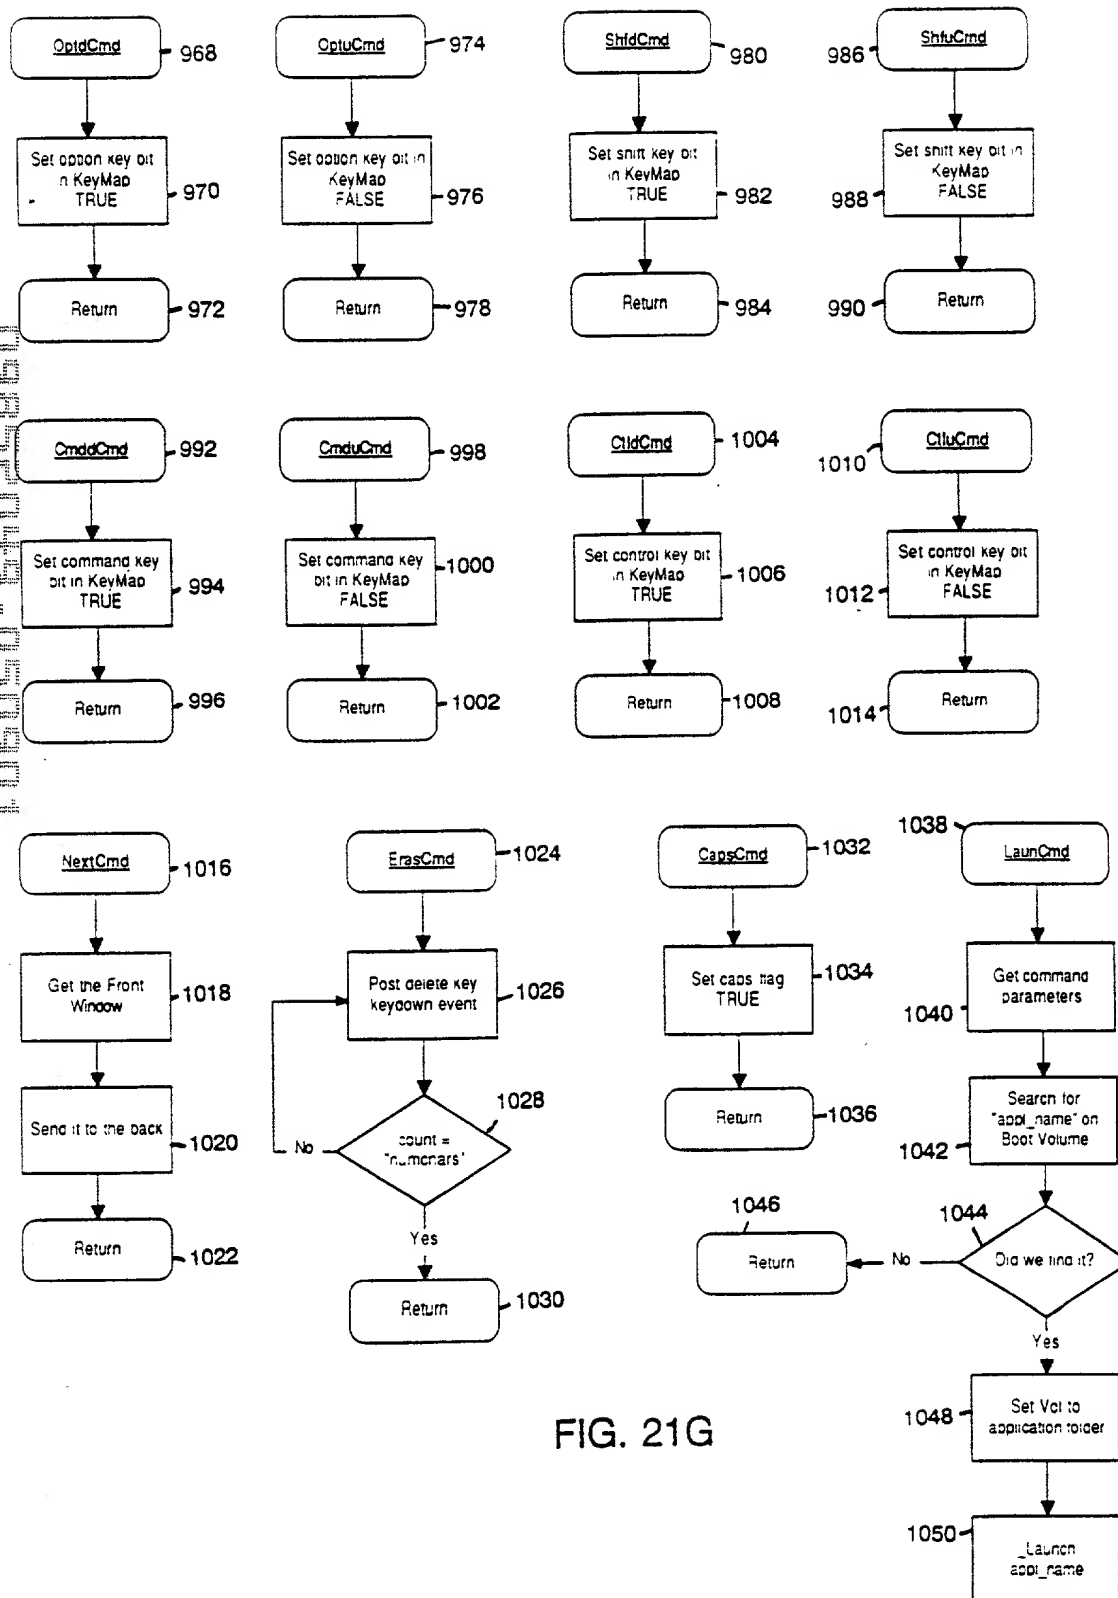 OptdCmd
968
Set option key bit
in KeyMap
TRUE
970
Return
972
OptuCmd
974
Set option key bit in
KeyMap
FALSE
976
Return
978
ShfdCmd
980
Set shift key bit
in KeyMap
TRUE
982
Return
984
ShfuCmd
986
Set shift key bit in
KeyMap
FALSE
988
Return
990
CmddCmd
992
Set command key
bit in KeyMap
TRUE
994
Return
996
CmduCmd
998
Set command key
bit in KeyMap
FALSE
1000
Return
1002
CtldCmd
1004
Set control key bit
in KeyMap
TRUE
1006
Return
1008
CtluCmd
1010
Set control key bit
in KeyMap
FALSE
1012
Return
1014
NextCmd
1016
Get the Front
Window
1018
Send it to the back
1020
Return
1022
ErasCmd
1024
Post delete key
keydown event
1026
count =
"numchars"
1028
No
Yes
Return
1030
CapsCmd
1032
Set caps flag
TRUE
1034
Return
1036
LaunCmd
1038
Get command
parameters
1040
Search for
"appl_name" on
Boot Volume
1042
Did we find it?
1044
No
Return
1046
Yes
Set Vol to
application folder
1048
_Launch
appl_name
1050
FIG. 21G